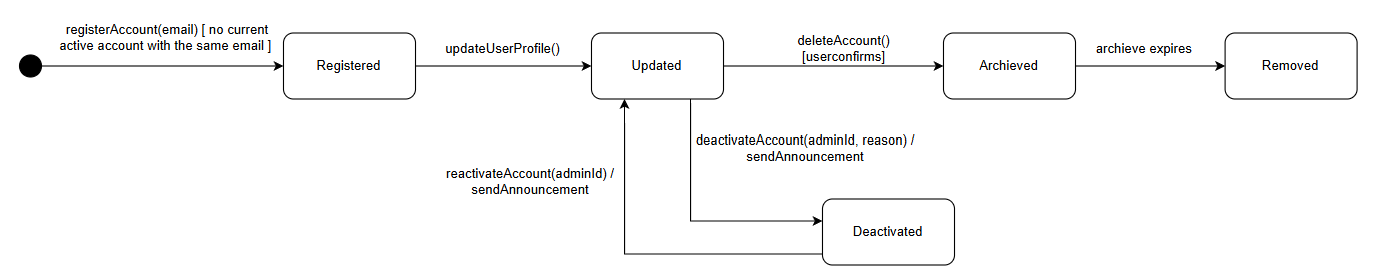 registerAccount(email) [ no current
active account with the same email ]
Registered
updateUserProfile()
Updated
deleteAccount()
[userconfirms]
Archieved
archieve expires
Removed
deactivateAccount(adminId, reason) /
sendAnnouncement
reactivateAccount(adminId) /
sendAnnouncement
Deactivated